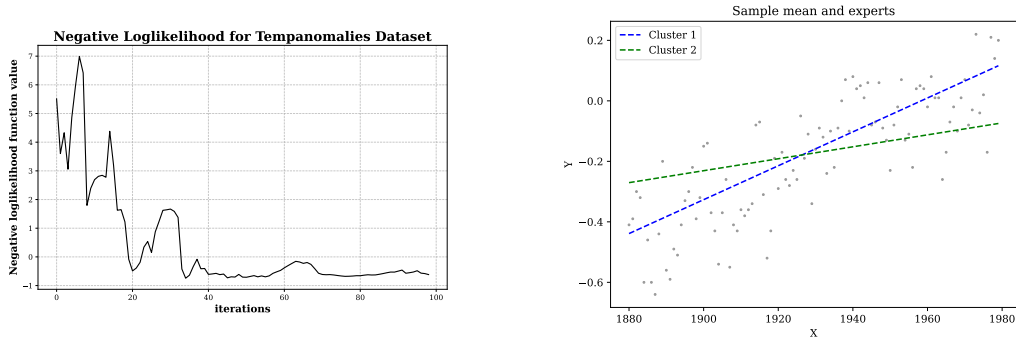 Negative Loglikelihood for Tempanomalies Dataset
Negative loglikelihood function value
7
6
5
4
3
2
1
0
−1
0 20 40 60 80 100
iterations
Sample mean and experts
Cluster 1
Cluster 2
Y
0.2
0.0
−0.2
−0.4
−0.6
1880 1900 1920 1940 1960 1980
X